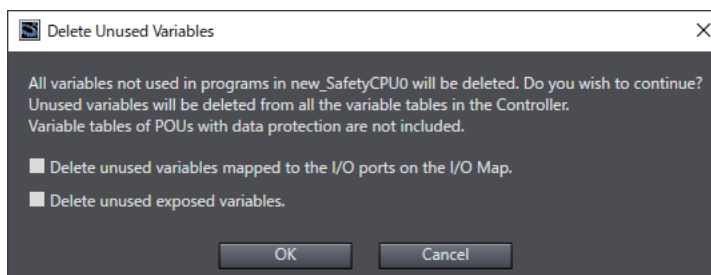 Delete Unused Variables
All variables not used in programs in new_SafetyCPU0 will be deleted. Do you wish to continue?
Unused variables will be deleted from all the variable tables in the Controller.
Variable tables of POUs with data protection are not included.
Delete unused variables mapped to the I/O ports on the I/O Map.
Delete unused exposed variables.
OK Cancel